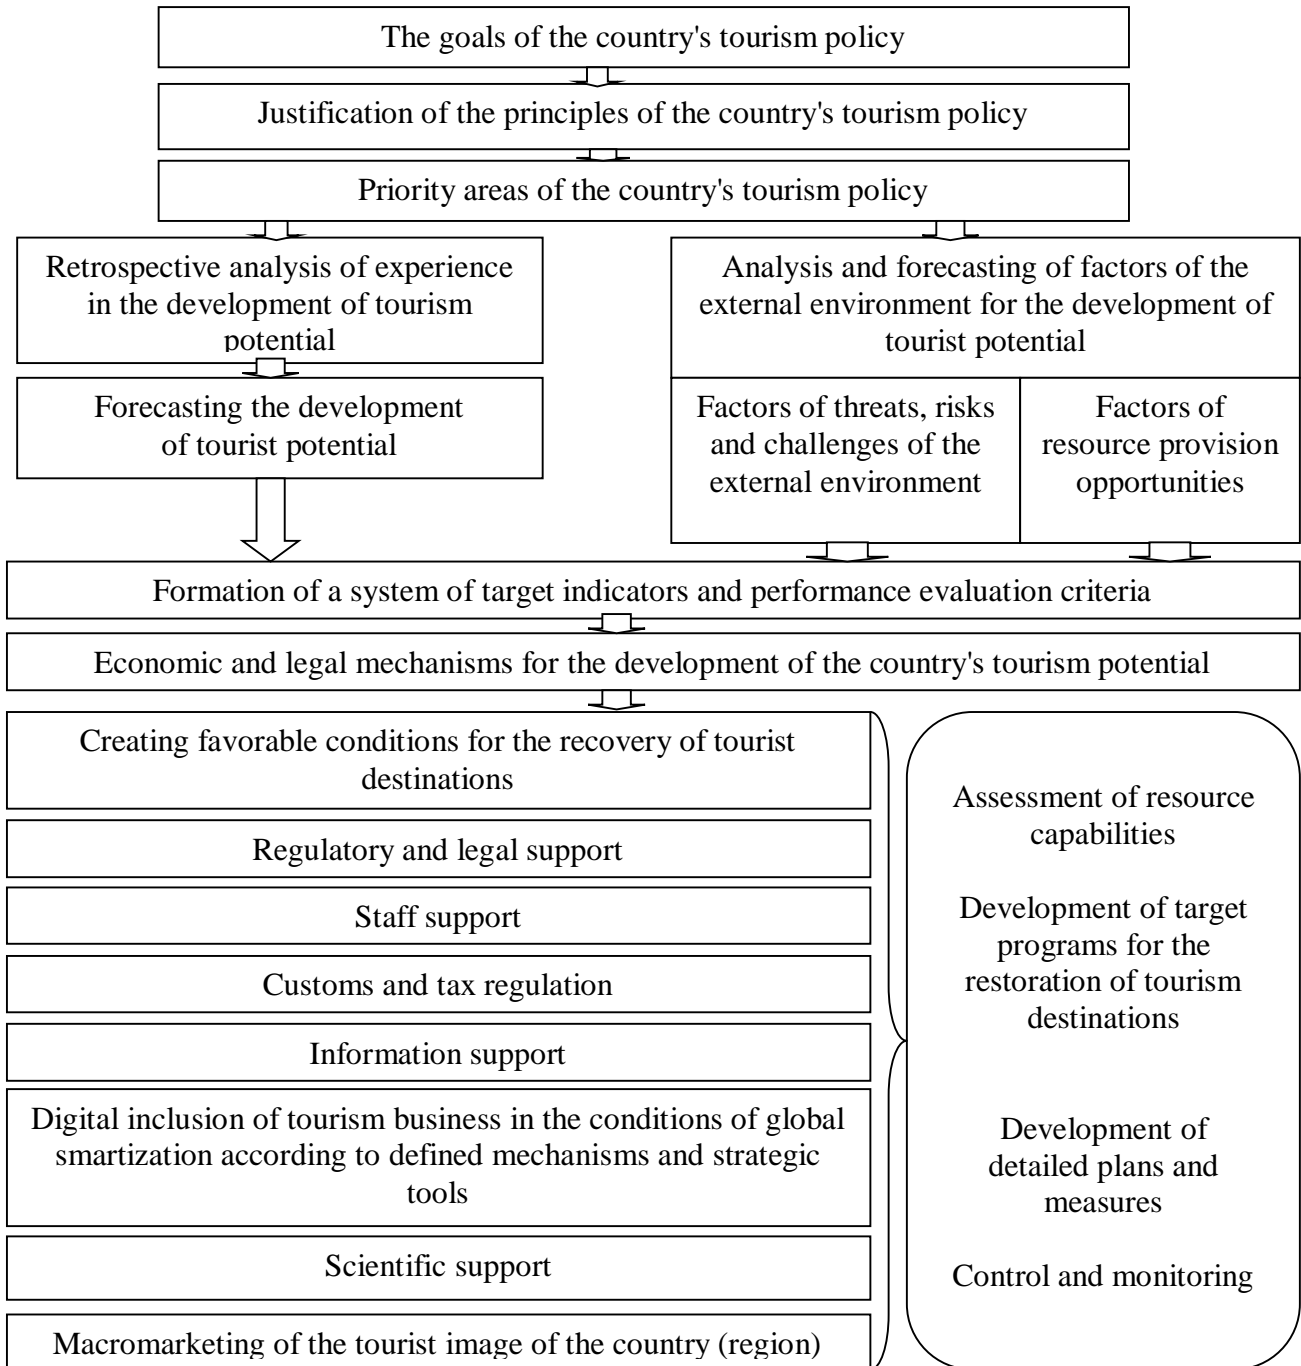 The goals of the country's tourism policy
Justification of the principles of the country's tourism policy
Priority areas of the country's tourism policy
Retrospective analysis of experience
in the development of tourism
potential
Analysis and forecasting of factors of the
external environment for the development of
tourist potential
Forecasting the development
of tourist potential
Factors of threats, risks
and challenges of the
external environment
Factors of
resource provision
opportunities
Formation of a system of target indicators and performance evaluation criteria
Economic and legal mechanisms for the development of the country's tourism potential
Creating favorable conditions for the recovery of tourist
destinations
Regulatory and legal support
Staff support
Customs and tax regulation
Information support
Digital inclusion of tourism business in the conditions of global
smartization according to defined mechanisms and strategic
tools
Scientific support
Macromarketing of the tourist image of the country (region)
Assessment of resource
capabilities
Development of target
programs for the
restoration of tourism
destinations
Development of
detailed plans and
measures
Control and monitoring